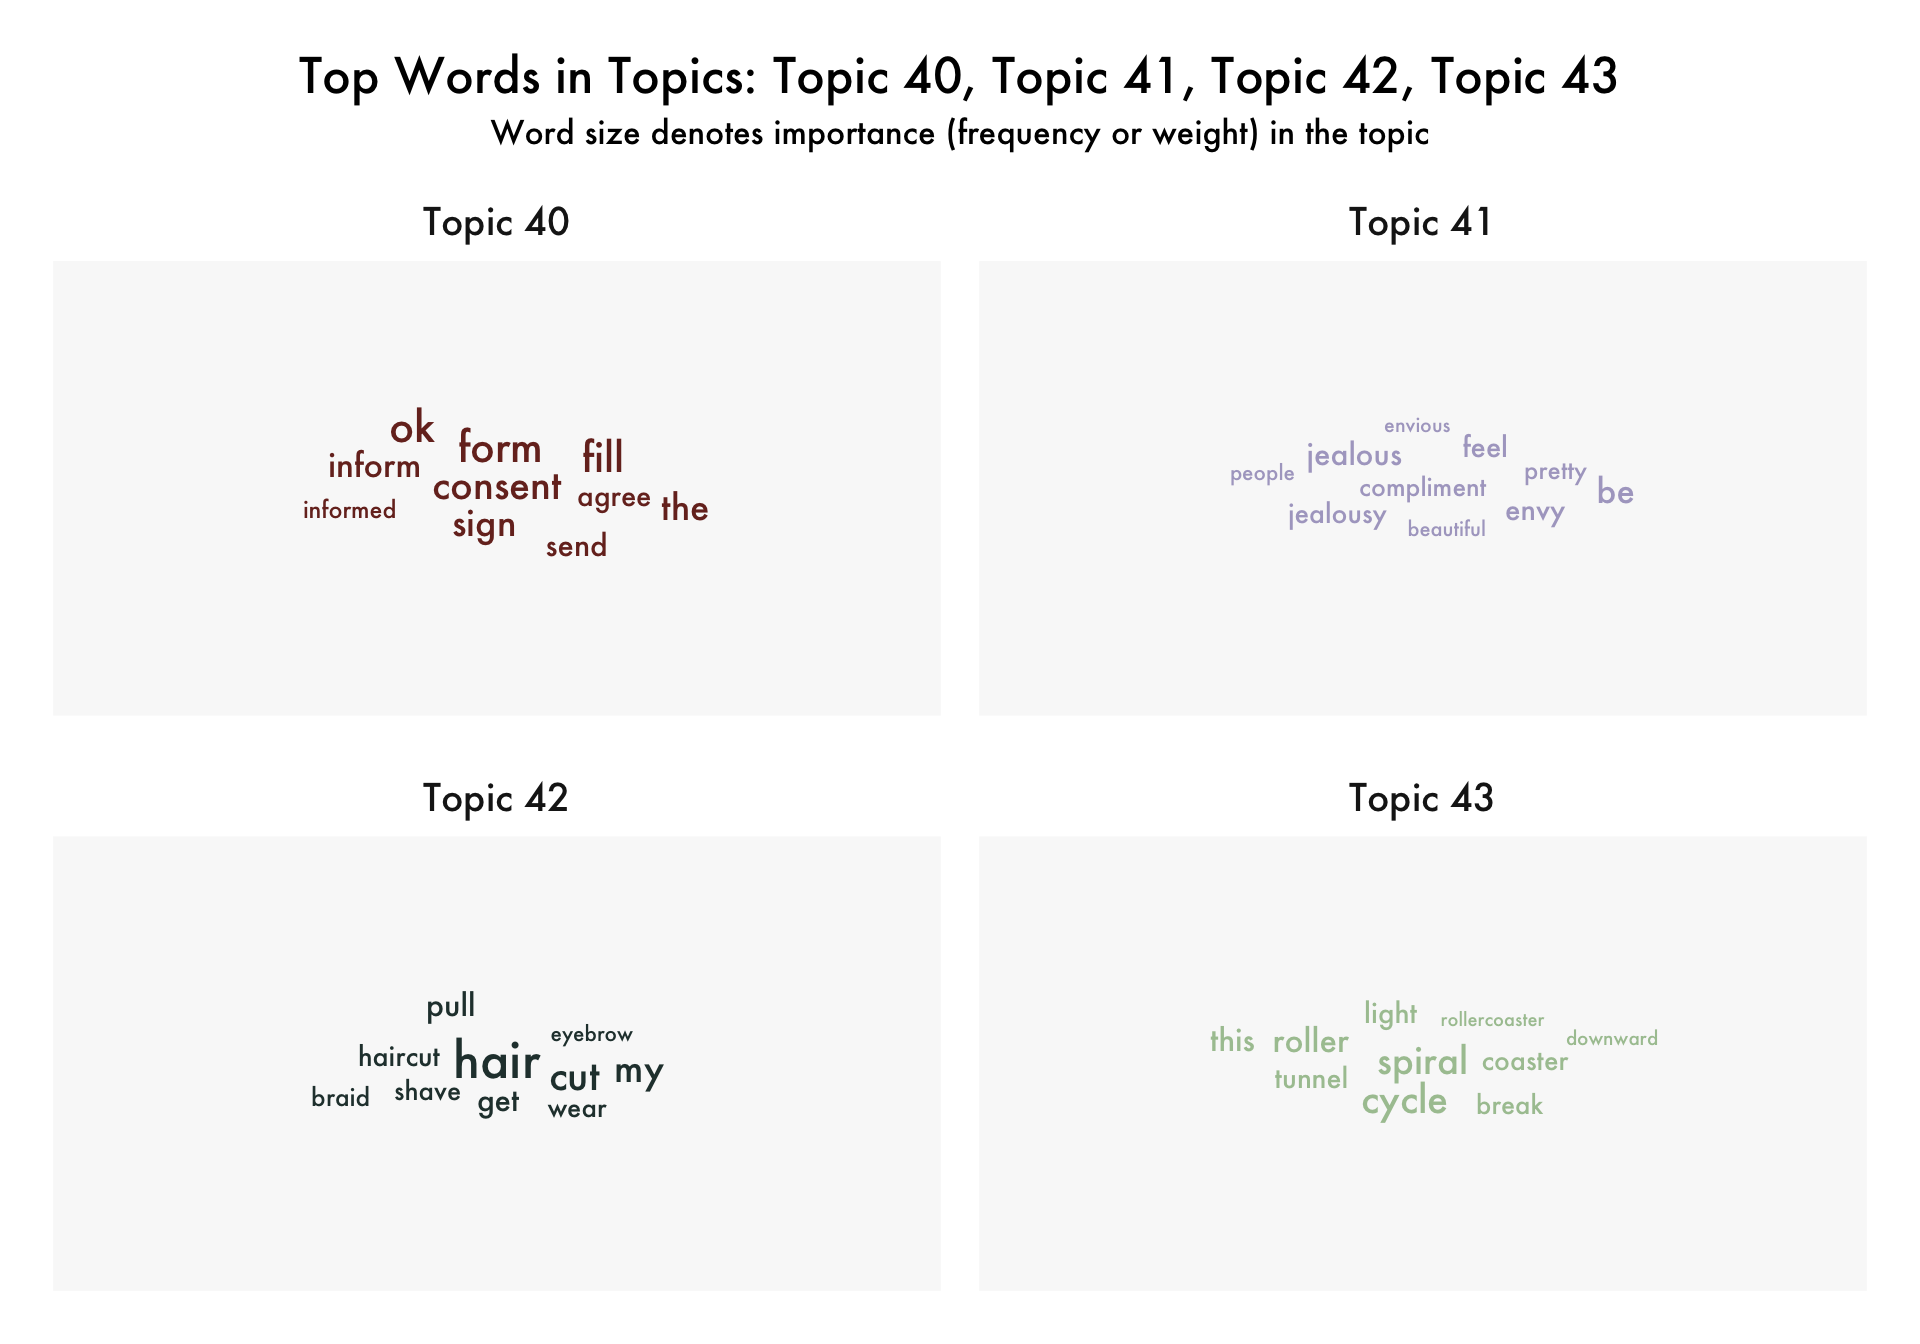 Top Words in Topics: Topic 40, Topic 41, Topic 42, Topic 43
Word size denotes importance (frequency or weight) in the topic
Topic 40
ok
form
fill
inform
consent
agree
informed
sign
the
send
Topic 41
envious
jealous
feel
people
compliment
pretty
be
jealousy
envy
beautiful
Topic 42
pull
eyebrow
haircut
hair
cut
my
braid
shave
get
wear
Topic 43
light
rollercoaster
this
roller
downward
spiral
coaster
tunnel
cycle
break